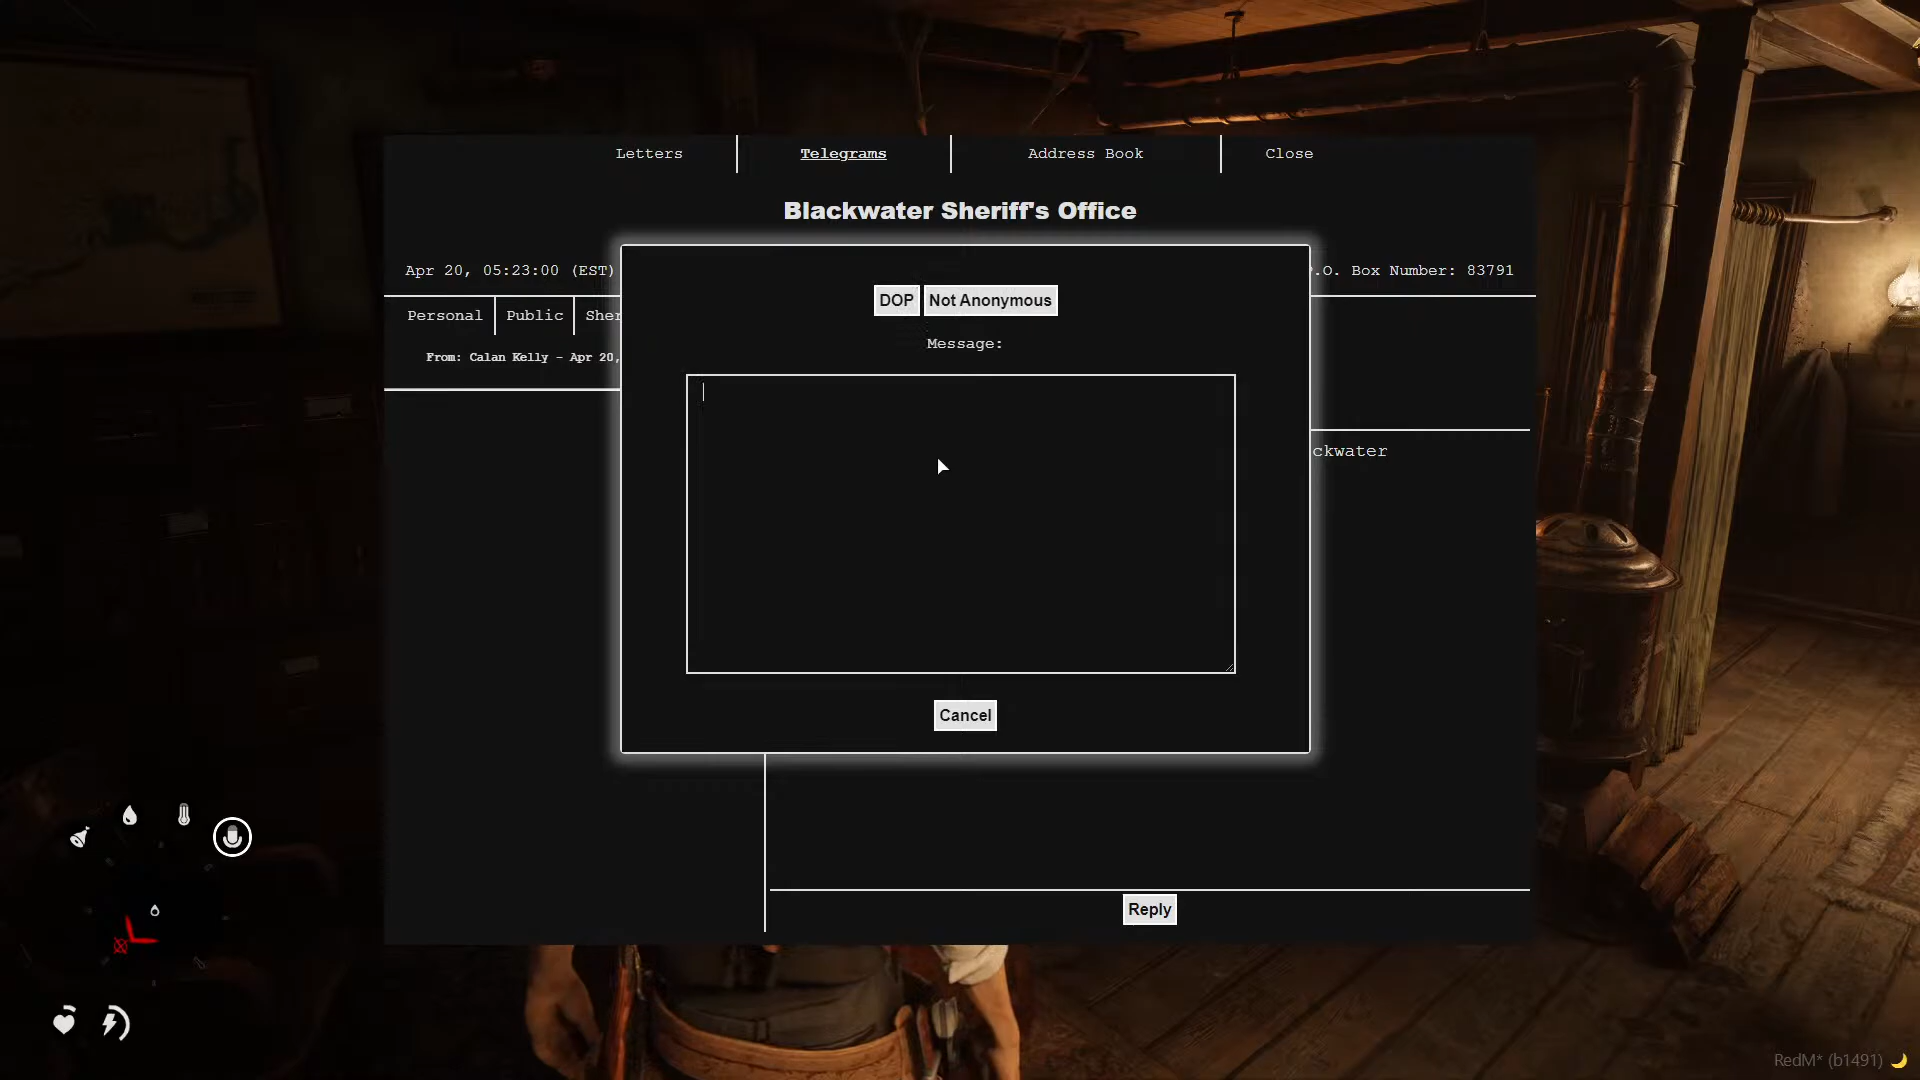 Letters
Telegrams
Address Book
Close
Blackwater Sheriff's Office
Apr 20, 05:23:00 (EST)
P.O. Box Number: 83791
DOP
Not Anonymous
Personal
Public
Sher
Message:
From: Calan Kelly - Apr 20,
ckwater
Cancel
Reply
RedM* (b1491)